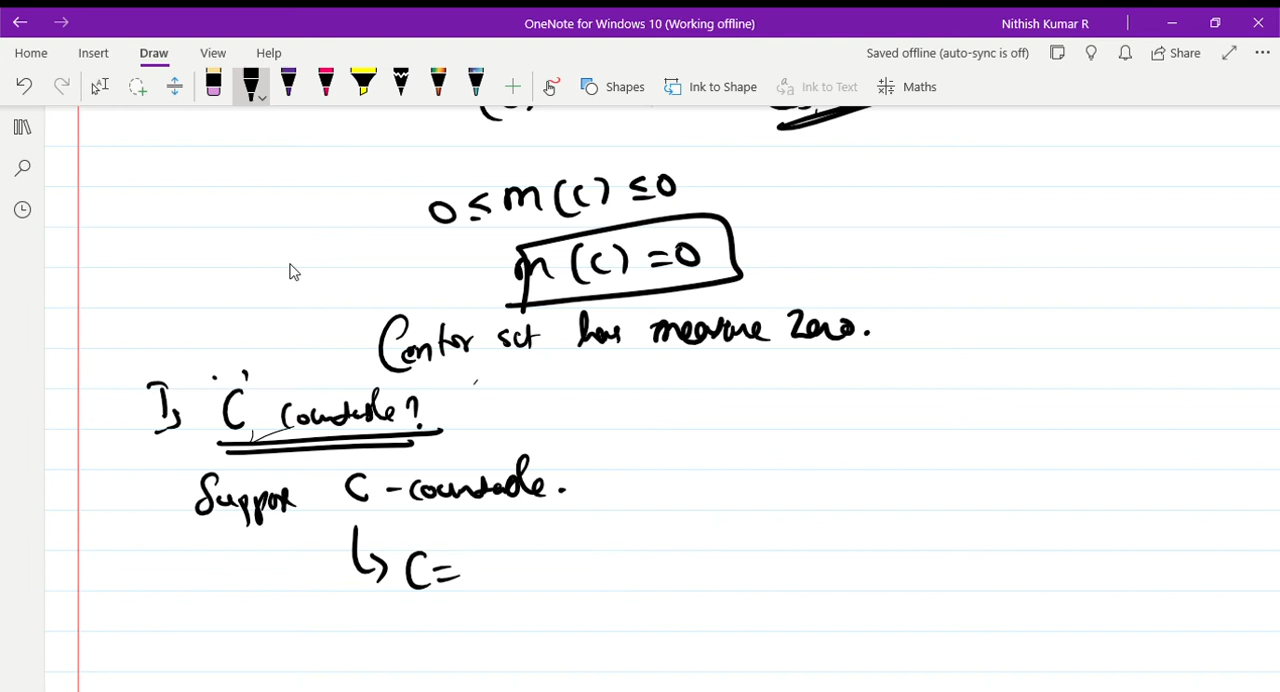 OneNote for Windows 10 (Working offline)
Nithish Kumar R
Home Insert Draw View Help
Saved offline (auto-sync is off) Share
Shapes Ink to Shape Ink to Text Maths
0 ≤ m (C) ≤ 0
m (C) = 0
Cantor set has measure zero.
Is 'C' countable?
Suppose C - countable.
↳ C =